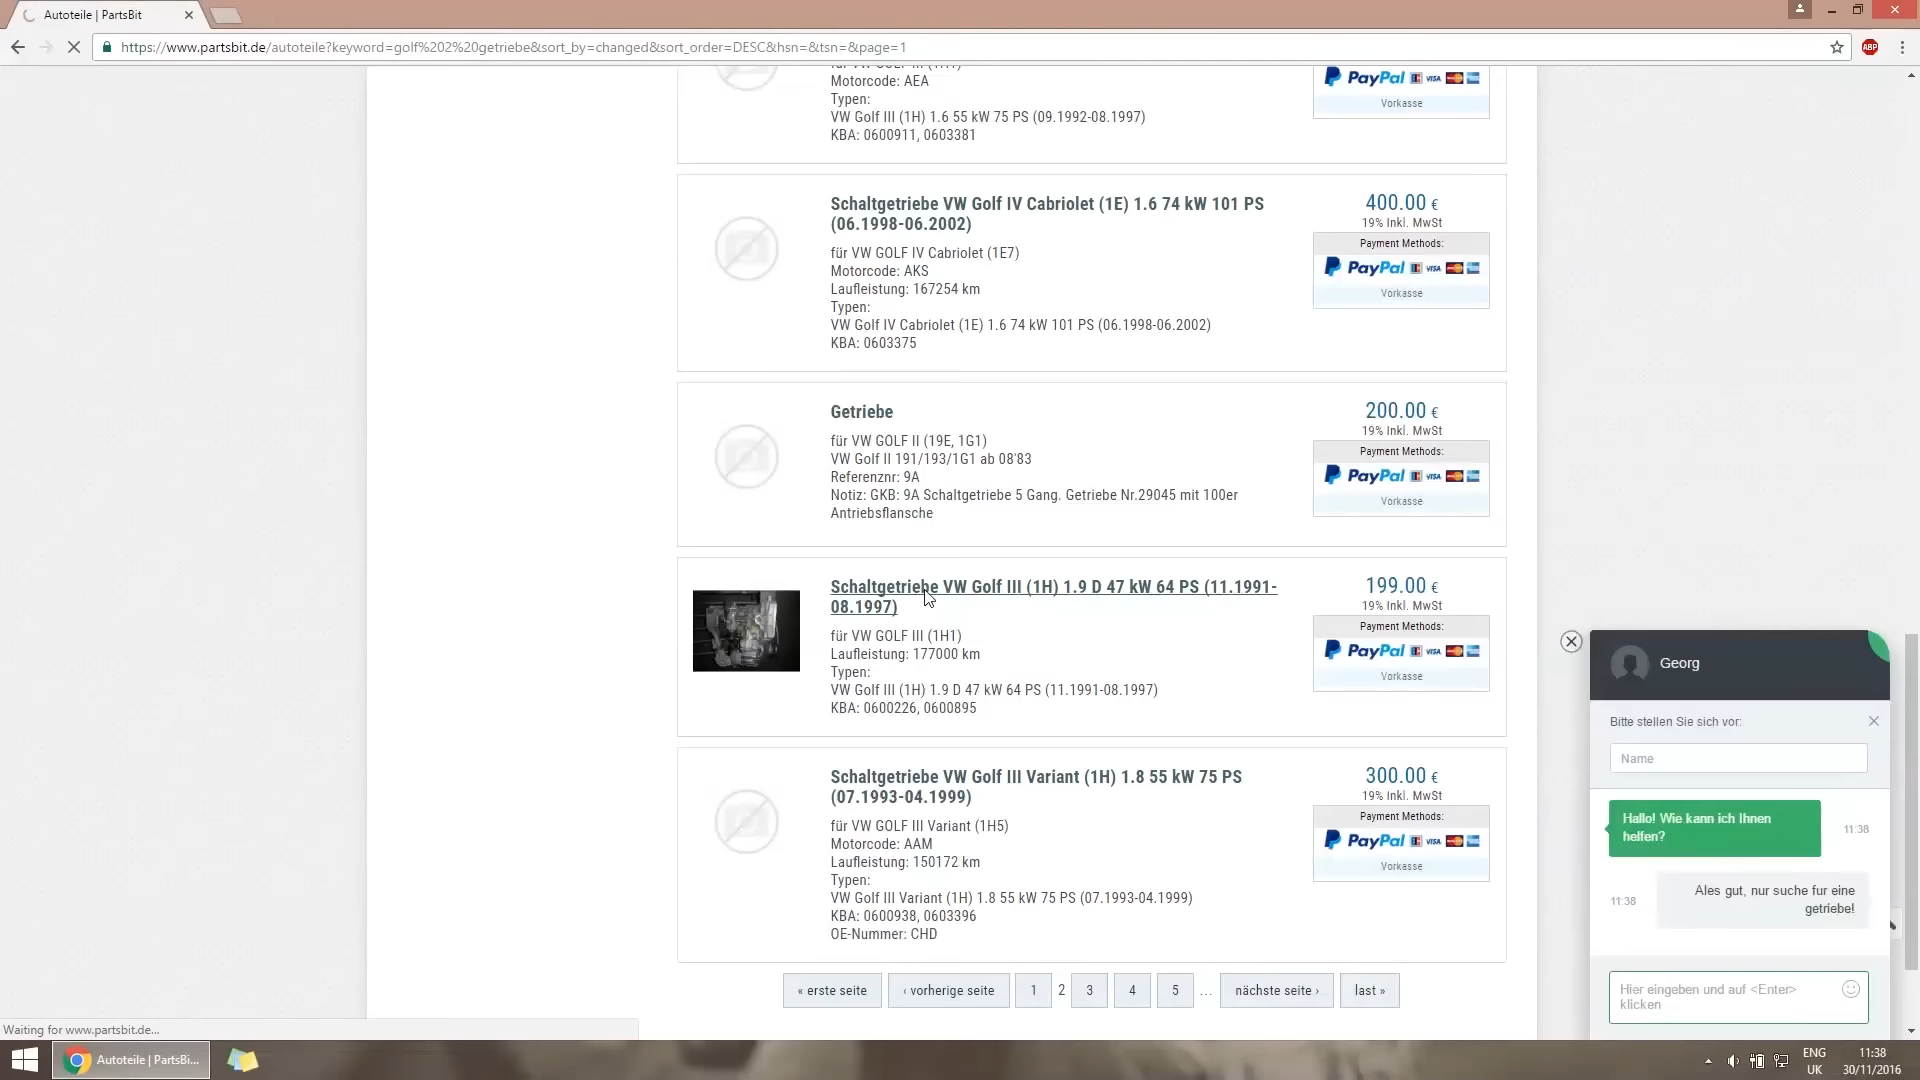 Autoteile | PartsBit
https://www.partsbit.de/autoteile?keyword=golf%202%20getriebe&sort_by=changed&sort_order=DESC&hsn=&tsn=&page=1
ABP
Motorcode: AEA
Typen:
VW Golf III (1H) 1.6 55 kW 75 PS (09.1992-08.1997)
KBA: 0600911, 0603381
PayPal VISA
Vorkasse
Schaltgetriebe VW Golf IV Cabriolet (1E) 1.6 74 kW 101 PS
(06.1998-06.2002)
für VW GOLF IV Cabriolet (1E7)
Motorcode: AKS
Laufleistung: 167254 km
Typen:
VW Golf IV Cabriolet (1E) 1.6 74 kW 101 PS (06.1998-06.2002)
KBA: 0603375
400.00 €
19% Inkl. MwSt
Payment Methods:
PayPal VISA
Vorkasse
Getriebe
für VW GOLF II (19E, 1G1)
VW Golf II 191/193/1G1 ab 08'83
Referenznr: 9A
Notiz: GKB: 9A Schaltgetriebe 5 Gang. Getriebe Nr.29045 mit 100er
Antriebsflansche
200.00 €
19% Inkl. MwSt
Payment Methods:
PayPal VISA
Vorkasse
Schaltgetriebe VW Golf III (1H) 1.9 D 47 kW 64 PS (11.1991-
08.1997)
für VW GOLF III (1H1)
Laufleistung: 177000 km
Typen:
VW Golf III (1H) 1.9 D 47 kW 64 PS (11.1991-08.1997)
KBA: 0600226, 0600895
199.00 €
19% Inkl. MwSt
Payment Methods:
PayPal VISA
Vorkasse
Schaltgetriebe VW Golf III Variant (1H) 1.8 55 kW 75 PS
(07.1993-04.1999)
für VW GOLF III Variant (1H5)
Motorcode: AAM
Laufleistung: 150172 km
Typen:
VW Golf III Variant (1H) 1.8 55 kW 75 PS (07.1993-04.1999)
KBA: 0600938, 0603396
OE-Nummer: CHD
300.00 €
19% Inkl. MwSt
Payment Methods:
PayPal VISA
Vorkasse
« erste seite ‹ vorherige seite 1 2 3 4 5 ... nächste seite › last »
Georg
Bitte stellen Sie sich vor:
Name
Hallo! Wie kann ich Ihnen
helfen?
11:38
Ales gut, nur suche fur eine
getriebe!
11:38
Hier eingeben und auf <Enter>
klicken
Waiting for www.partsbit.de...
Autoteile | PartsBi...
ENG
UK
11:38
30/11/2016